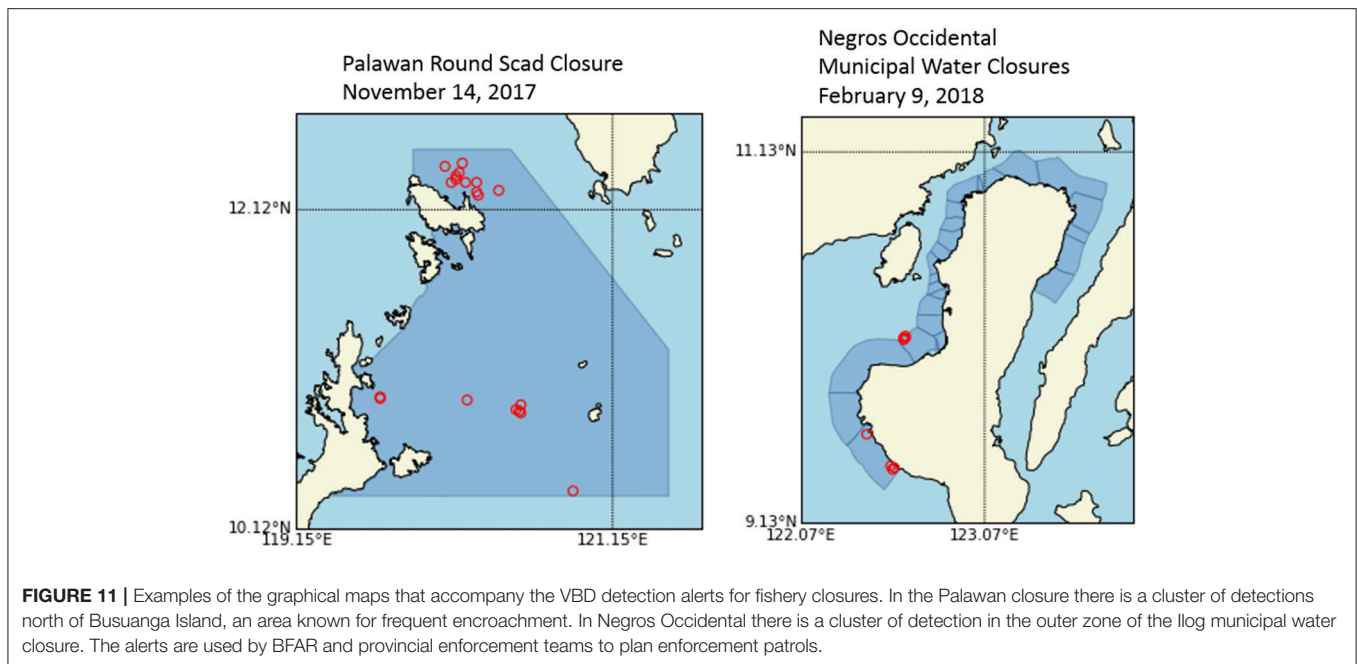 Palawan Round Scad Closure
November 14, 2017
12.12°N
10.12°N
119.15°E
121.15°E
Negros Occidental
Municipal Water Closures
February 9, 2018
11.13°N
9.13°N
122.07°E
123.07°E
FIGURE 11 | Examples of the graphical maps that accompany the VBD detection alerts for fishery closures. In the Palawan closure there is a cluster of detections
north of Busuanga Island, an area known for frequent encroachment. In Negros Occidental there is a cluster of detection in the outer zone of the Ilog municipal water
closure. The alerts are used by BFAR and provincial enforcement teams to plan enforcement patrols.